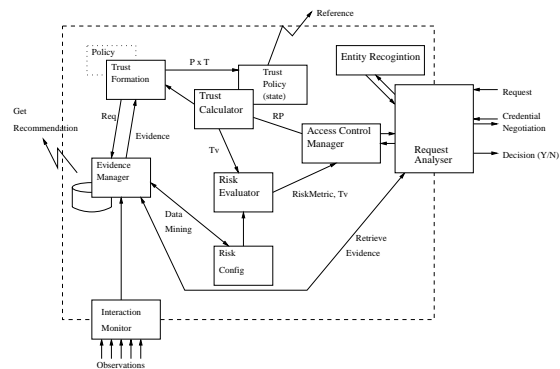 Reference
Policy
Trust
Formation
P x T
Trust
Policy
(state)
Entity Recogintion
Trust
Calculator
RP
Access Control
Manager
Request
Analyser
Request
Credential
Negotiation
Decision (Y/N)
Get
Recommendation
Req
Evidence
Evidence
Manager
Tv
Risk
Evaluator
RiskMetric, Tv
Data
Mining
Risk
Config
Retrieve
Evidence
Interaction
Monitor
Observations